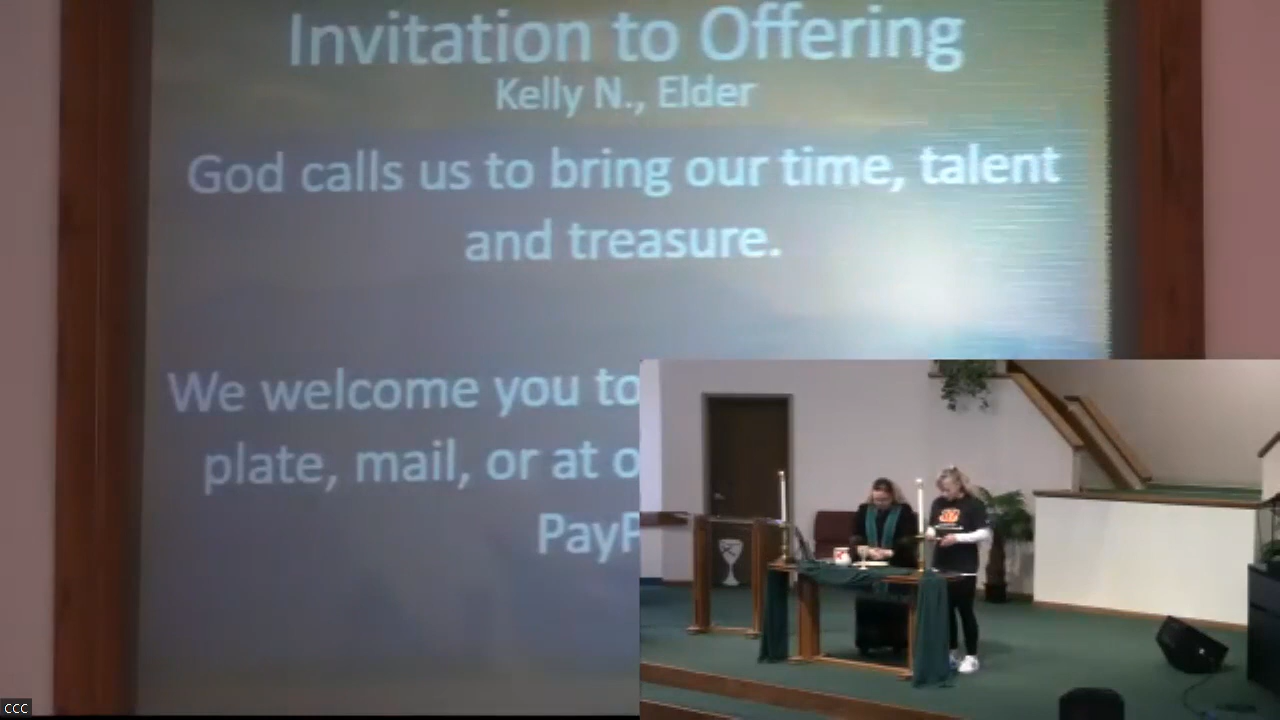 Invitation to Offering
Kelly N., Elder
God calls us to bring our time, talent
and treasure.
We welcome you to
plate, mail, or at
ccc